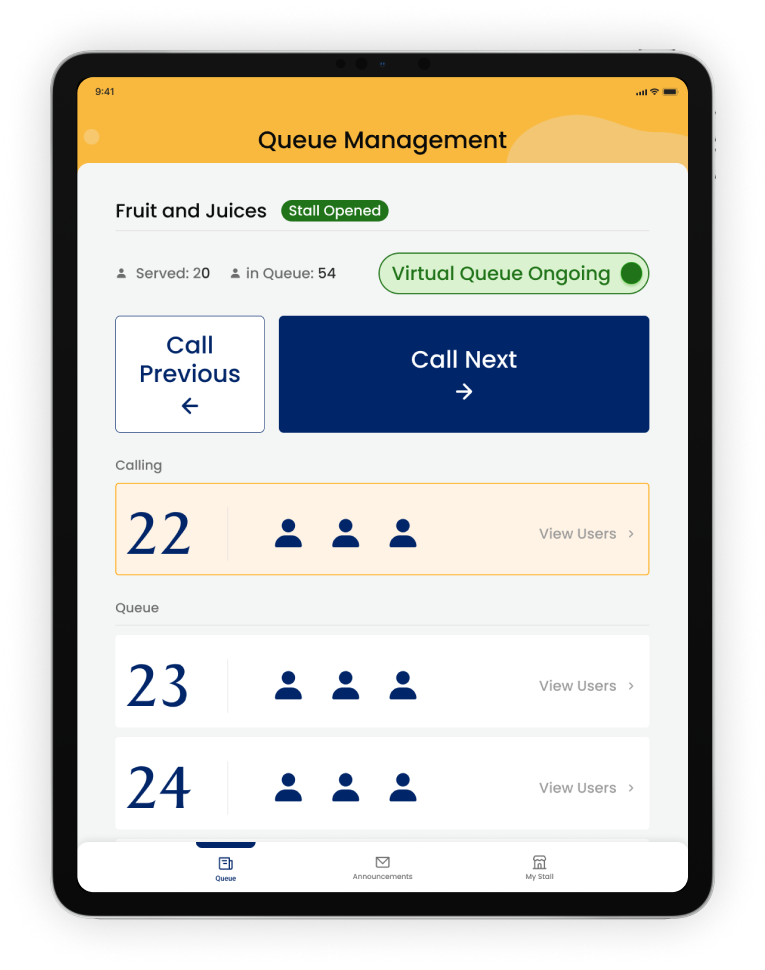 9:41
Queue Management
Fruit and Juices Stall Opened
Served: 20 in Queue: 54 Virtual Queue Ongoing
Call
Previous
Call Next
Calling
22 View Users
Queue
23 View Users
24 View Users
Queue Announcements My Stall